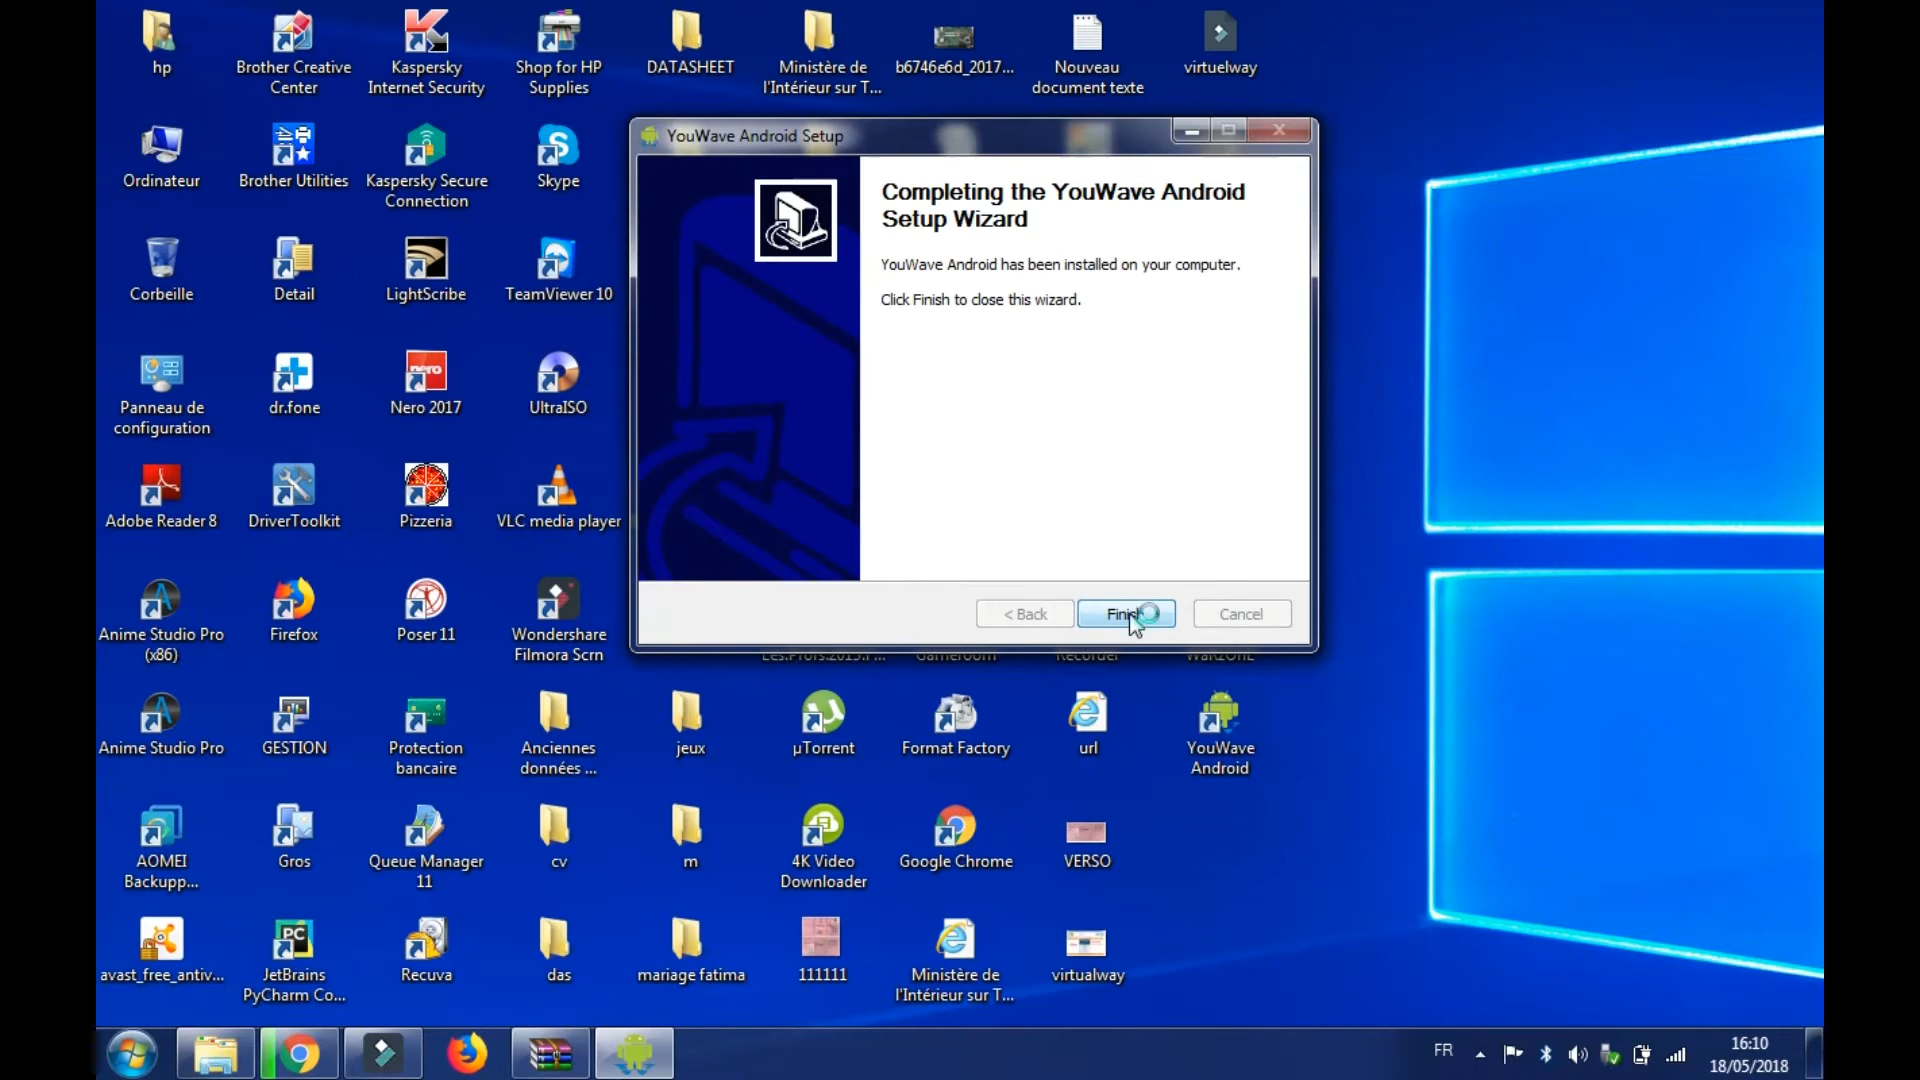 hp
Brother Creative
Center
Kaspersky
Internet Security
Shop for HP
Supplies
DATASHEET
Ministère de
l'Intérieur sur T...
b6746e6d_2017...
Nouveau
document texte
virtuelway
Ordinateur
Brother Utilities
Kaspersky Secure
Connection
Skype
YouWave Android Setup
Completing the YouWave Android
Setup Wizard
YouWave Android has been installed on your computer.
Click Finish to close this wizard.
< Back
Finish
Cancel
Corbeille
Detail
LightScribe
TeamViewer 10
Panneau de
configuration
dr.fone
Nero 2017
UltraISO
Adobe Reader 8
DriverToolkit
Pizzeria
VLC media player
Anime Studio Pro
(x86)
Firefox
Poser 11
Wondershare
Filmora Scrn
Anime Studio Pro
GESTION
Protection
bancaire
Anciennes
données ...
jeux
µTorrent
Format Factory
url
YouWave
Android
AOMEI
Backupp...
Gros
Queue Manager
11
cv
m
4K Video
Downloader
Google Chrome
VERSO
avast_free_antiv...
JetBrains
PyCharm Co...
Recuva
das
mariage fatima
111111
Ministère de
l'Intérieur sur T...
virtualway
FR
16:10
18/05/2018